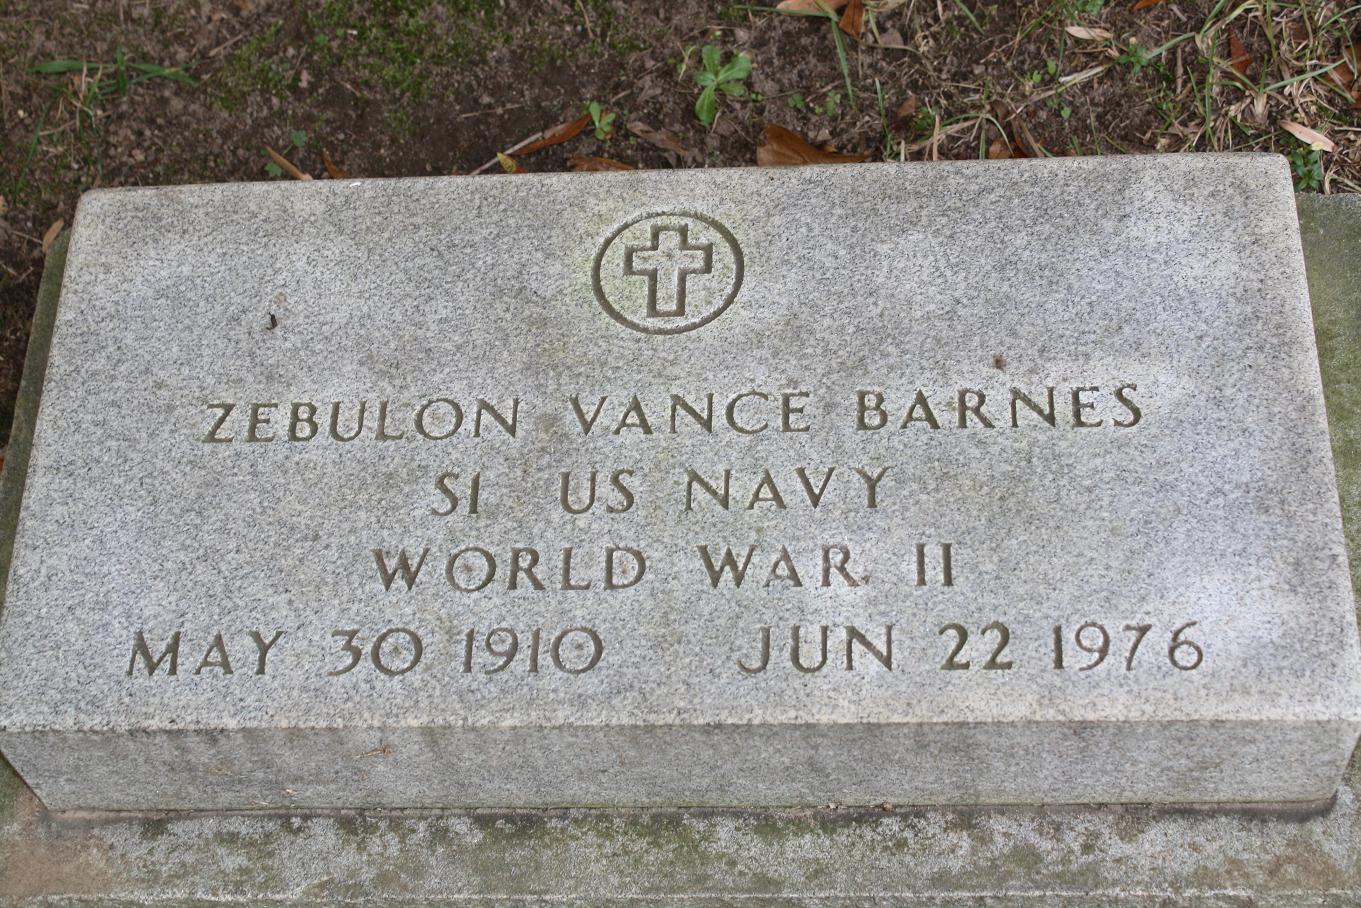 ZEBULON VANCE BARNES
S1 US NAVY
WORLD WAR II
MAY 30 1910 JUN 22 1976